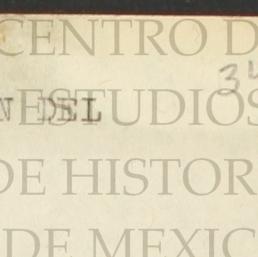 CENTRO D
34
N DEL
ESTUDIOS
DE HISTOR
DE MEXIC